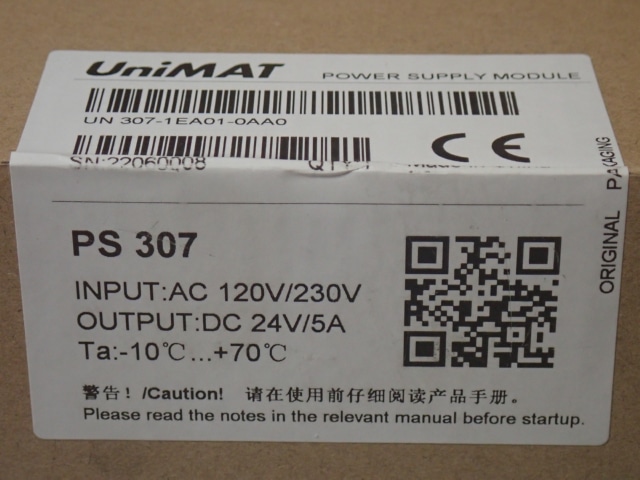 UniMAT
POWER SUPPLY MODULE
UN 307-1EA01-0AA0
SN:22060008
CE
PS 307
INPUT:AC 120V/230V
OUTPUT:DC 24V/5A
Ta:-10℃...+70℃
警告！/Caution! 请在使用前仔细阅读产品手册。
Please read the notes in the relevant manual before startup.
ORIGINAL PACKAGING